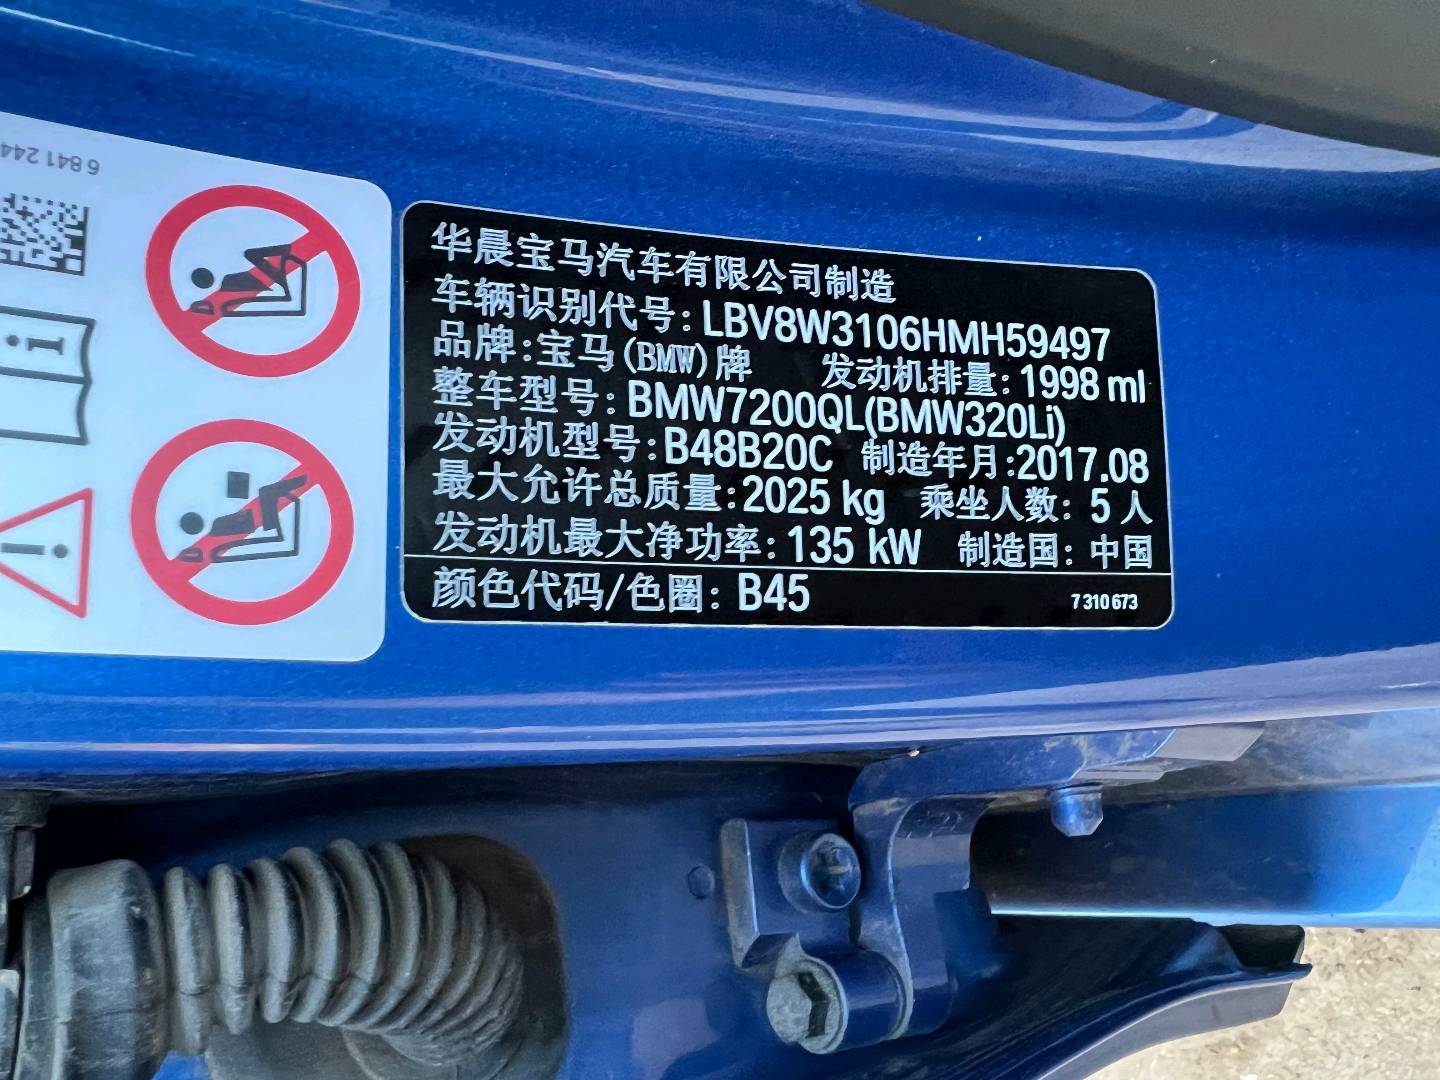 6 841 244
华晨宝马汽车有限公司制造
车辆识别代号: LBV8W3106HMH59497
品牌: 宝马(BMW)牌 发动机排量: 1998 ml
整车型号: BMW7200QL(BMW320Li)
发动机型号: B48B20C 制造年月: 2017.08
最大允许总质量: 2025 kg 乘坐人数: 5 人
发动机最大净功率: 135 kW 制造国: 中国
颜色代码/色圈: B45 7 310 673